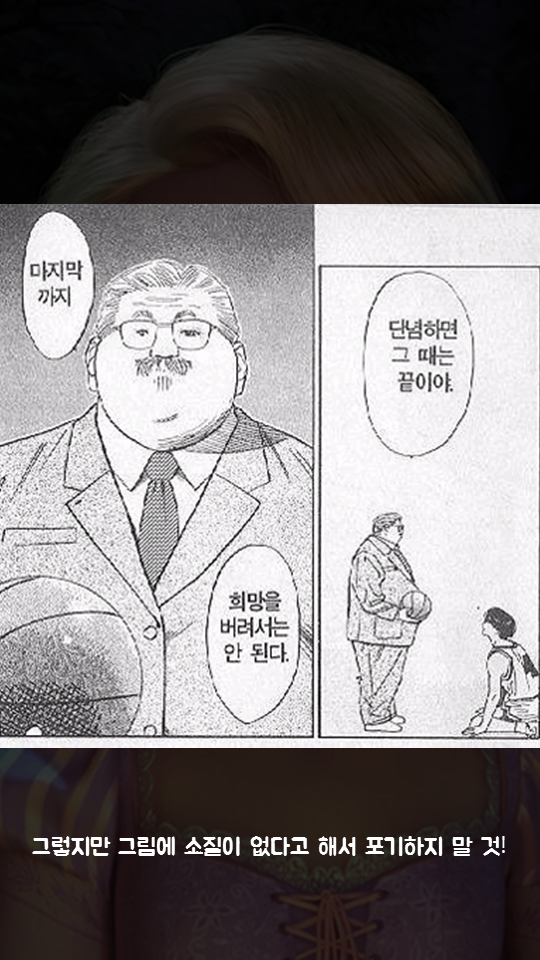 마지막
까지
희망을
버려서는
안 된다.
단념하면
그 때는
끝이야.
그렇지만 그림에 소질이 없다고 해서 포기하지 말 것!